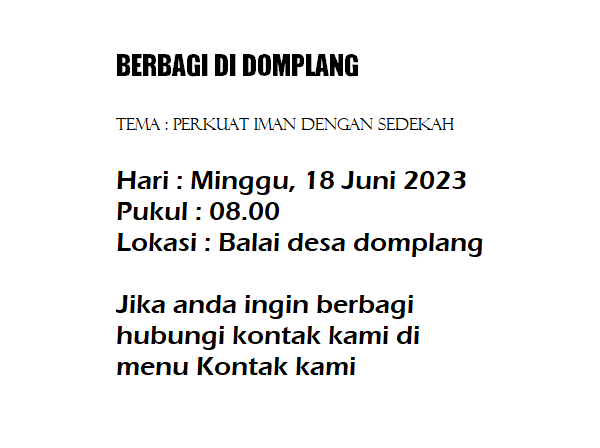 BERBAGI DI DOMPLANG
TEMA : PERKUAT IMAN DENGAN SEDEKAH
Hari : Minggu, 18 Juni 2023
Pukul : 08.00
Lokasi : Balai desa domplang
Jika anda ingin berbagi
hubungi kontak kami di
menu Kontak kami